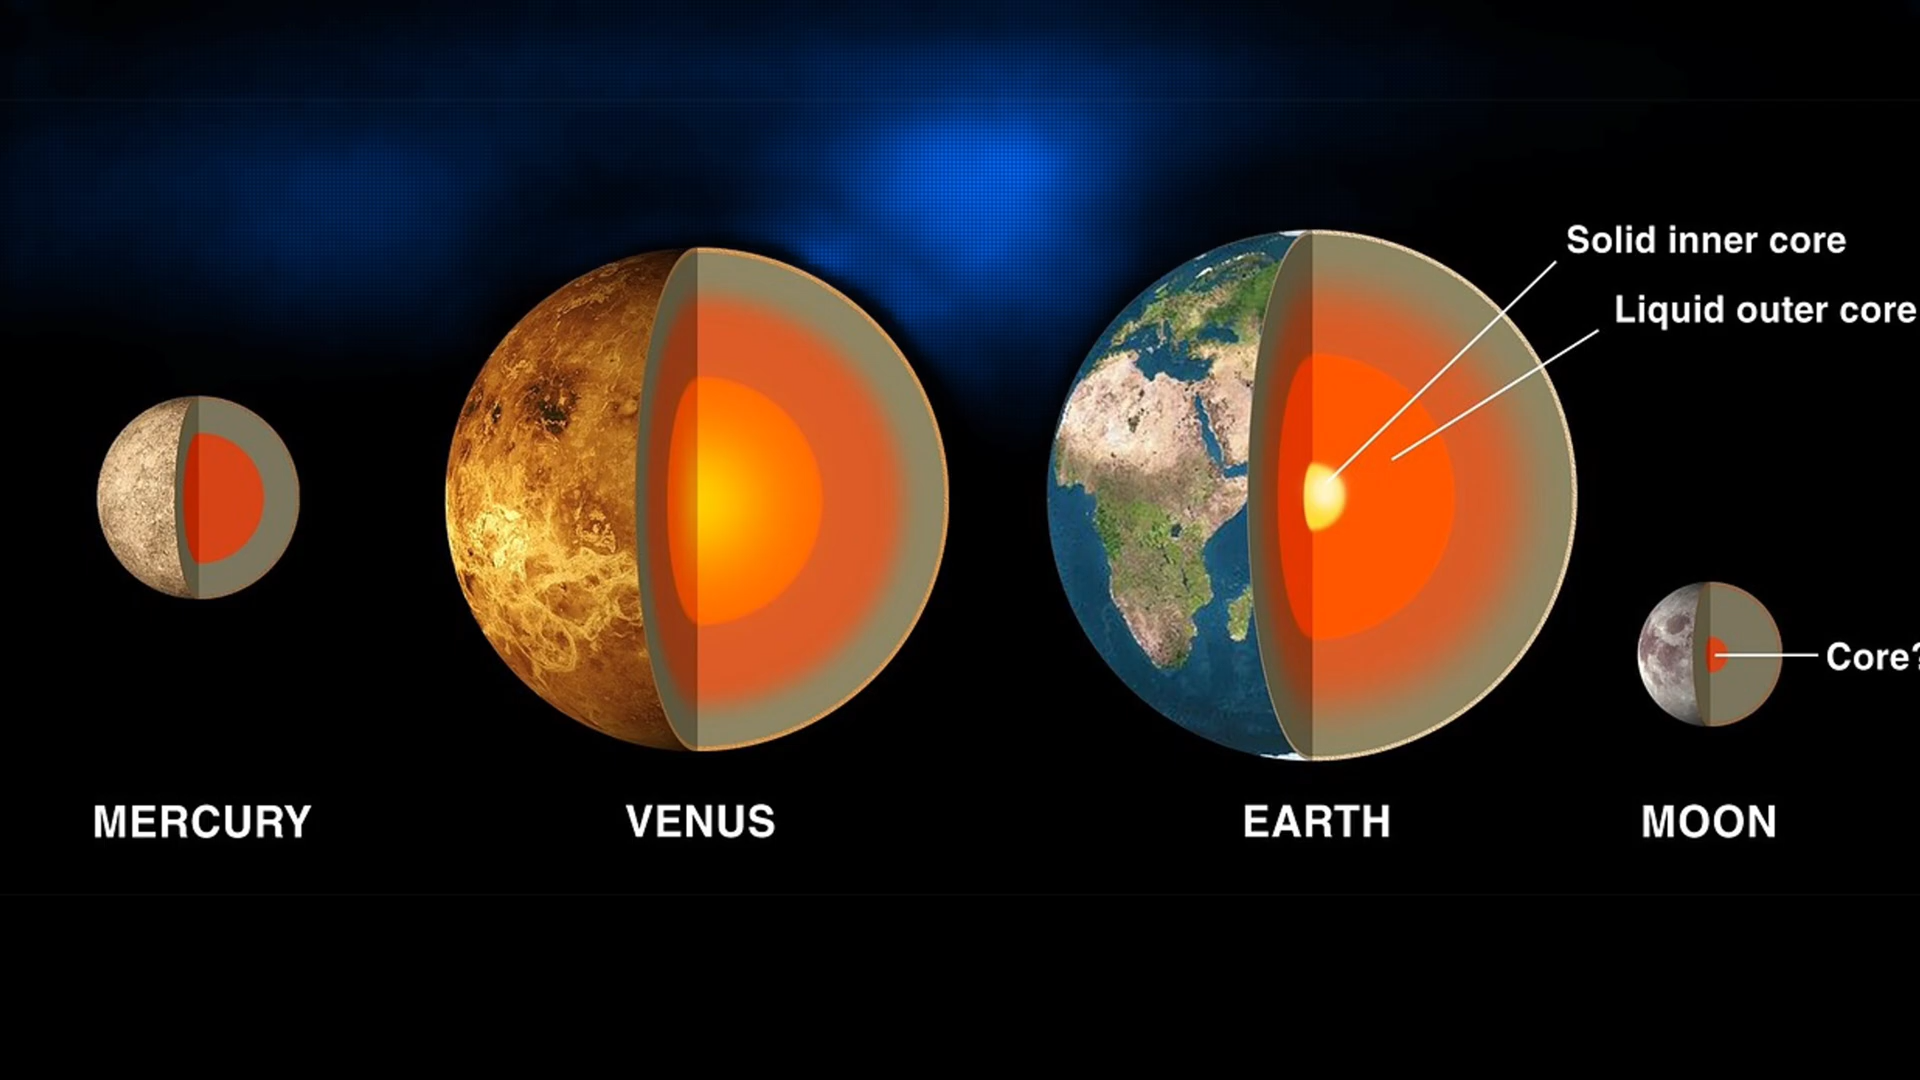 Solid inner core
Liquid outer core
Core?
MERCURY
VENUS
EARTH
MOON